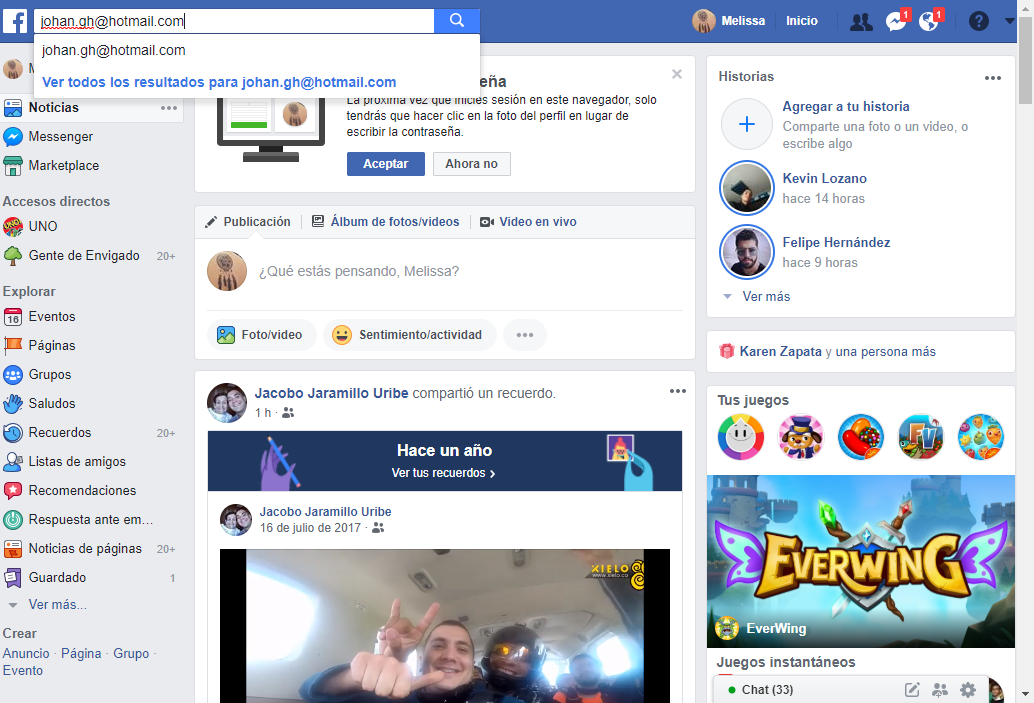 johan.gh@hotmail.com
Melissa
Inicio
1
1
?
johan.gh@hotmail.com
Ver todos los resultados para johan.gh@hotmail.com
Noticias
Messenger
Marketplace
Accesos directos
UNO
Gente de Envigado 20+
Explorar
16 Eventos
Páginas
Grupos
Saludos
Recuerdos 20+
Listas de amigos
Recomendaciones
Respuesta ante em...
Noticias de páginas 20+
Guardado 1
Ver más...
Crear
Anuncio · Página · Grupo ·
Evento
La próxima vez que inicies sesión en este navegador, solo
tendrás que hacer clic en la foto del perfil en lugar de
escribir la contraseña.
Aceptar
Ahora no
Publicación
Álbum de fotos/videos
Video en vivo
¿Qué estás pensando, Melissa?
Foto/video
Sentimiento/actividad
Jacobo Jaramillo Uribe compartió un recuerdo.
1 h ·
Hace un año
Ver tus recuerdos ›
Jacobo Jaramillo Uribe
16 de julio de 2017 ·
XIELO
www.xielo.co
Historias
Agregar a tu historia
Comparte una foto o un video, o
escribe algo
Kevin Lozano
hace 14 horas
Felipe Hernández
hace 9 horas
Ver más
Karen Zapata y una persona más
Tus juegos
FV
EVERWING
EverWing
Juegos instantáneos
Chat (33)